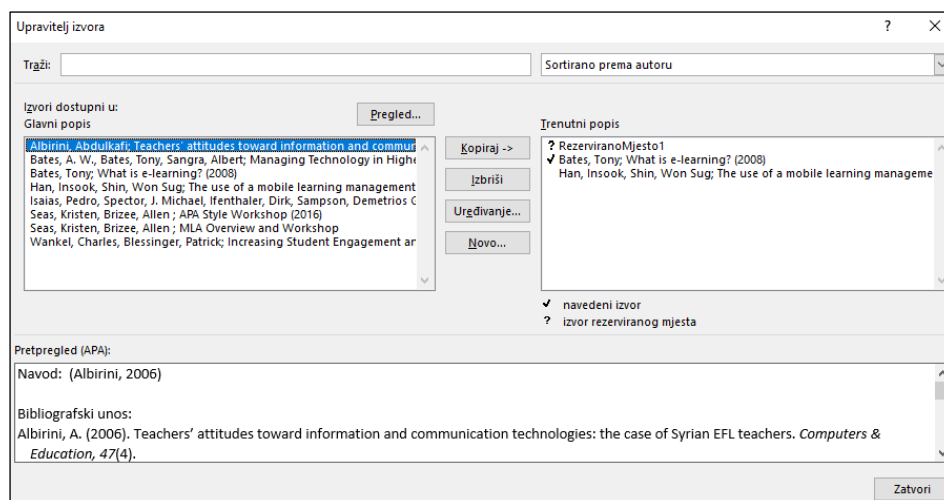 Upravitelj izvora
? X
Traži:
Sortirano prema autoru
Izvori dostupni u:
Glavni popis
Pregled...
Albirini, Abdulkafi; Teachers' attitudes toward information and commun
Bates, A. W., Bates, Tony, Sangra, Albert; Managing Technology in Highe
Bates, Tony; What is e-learning? (2008)
Han, Insook, Shin, Won Sug; The use of a mobile learning management
Isaias, Pedro, Spector, J. Michael, Ifenthaler, Dirk, Sampson, Demetrios G
Seas, Kristen, Brizee, Allen ; APA Style Workshop (2016)
Seas, Kristen, Brizee, Allen ; MLA Overview and Workshop
Wankel, Charles, Blessinger, Patrick; Increasing Student Engagement an
Kopiraj ->
Izbriši
Uređivanje...
Novo...
Trenutni popis
? RezerviranoMjesto1
✓ Bates, Tony; What is e-learning? (2008)
Han, Insook, Shin, Won Sug; The use of a mobile learning manageme
✓ navedeni izvor
? izvor rezerviranog mjesta
Pretpregled (APA):
Navod: (Albirini, 2006)
Bibliografski unos:
Albirini, A. (2006). Teachers' attitudes toward information and communication technologies: the case of Syrian EFL teachers. Computers &
Education, 47(4).
Zatvori